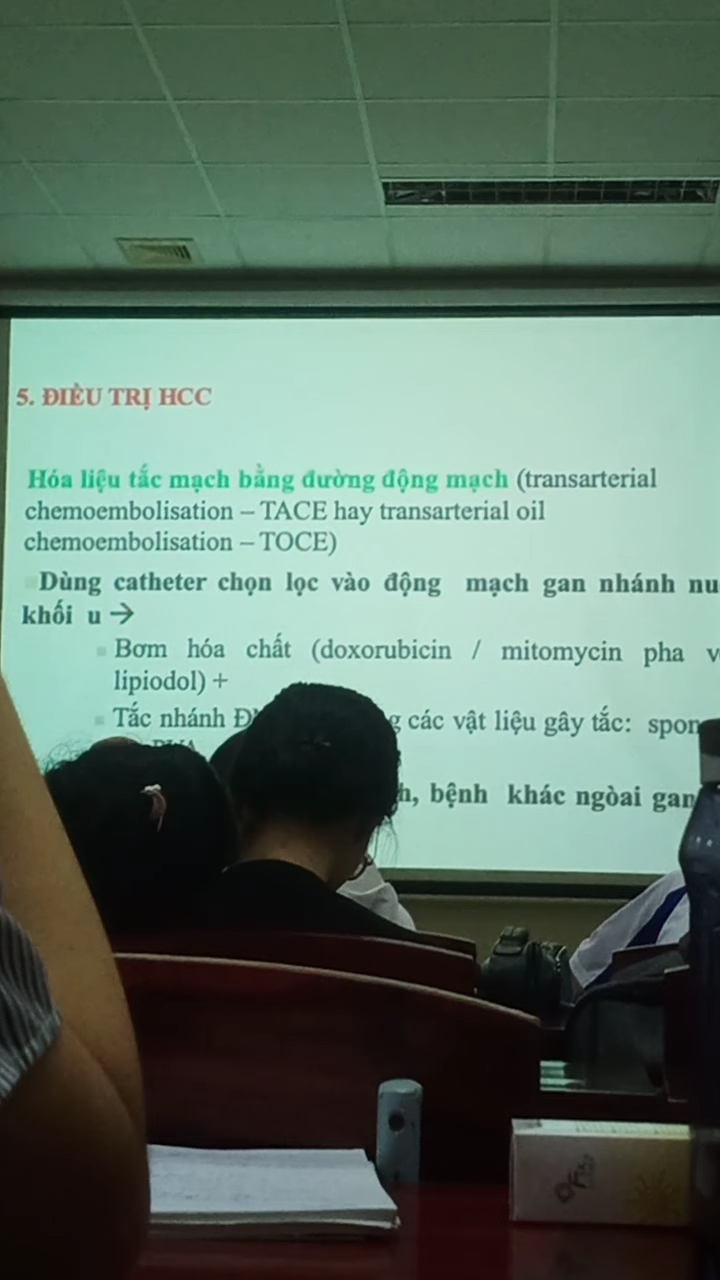 5. ĐIỀU TRỊ HCC
Hóa liệu tắc mạch bằng đường động mạch (transarterial
chemoembolisation – TACE hay transarterial oil
chemoembolisation – TOCE)
Dùng catheter chọn lọc vào động mạch gan nhánh
khối u →
Bơm hóa chất (doxorubicin / mitomycin pha
lipiodol) +
Tắc nhánh các vật liệu gây tắc:
bệnh khác ngòai gan